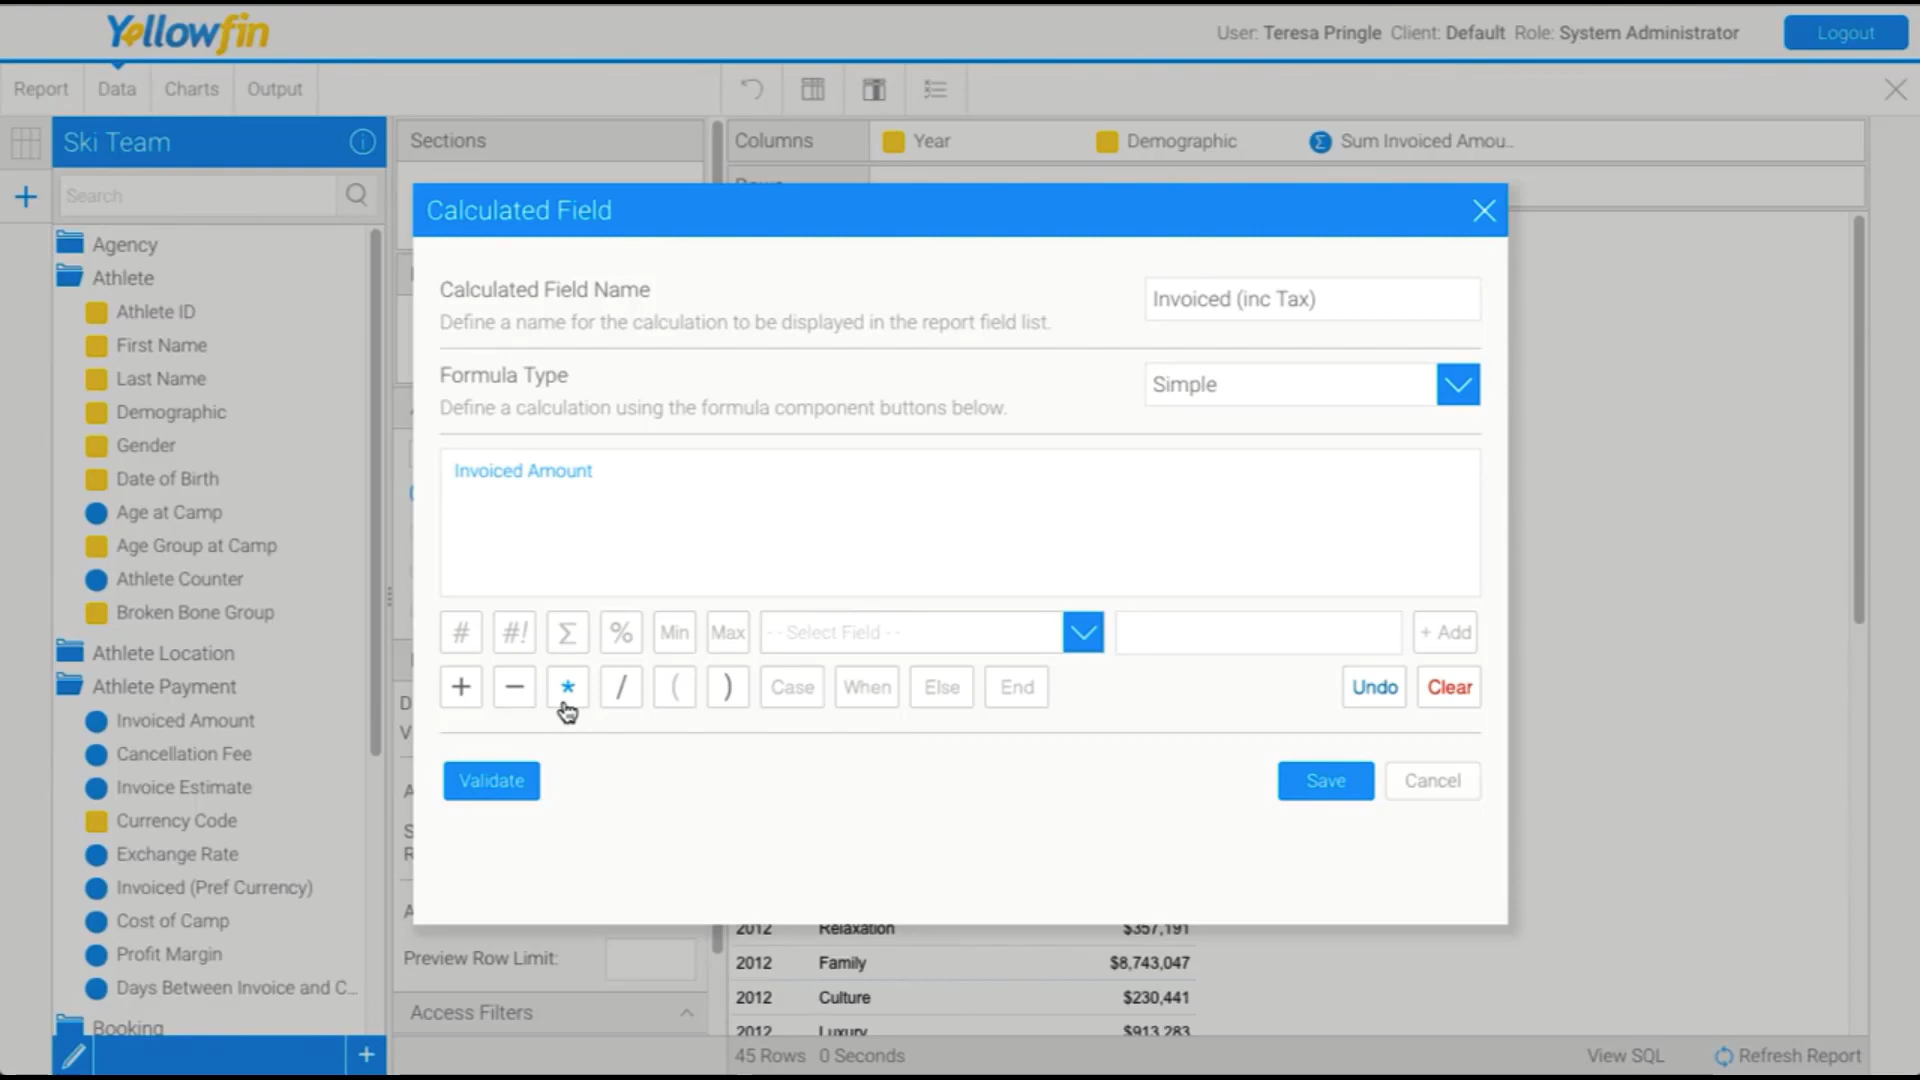 Yellowfin
User: Teresa Pringle Client: Default Role: System Administrator
Logout
Report Data Charts Output
Ski Team
Sections
Columns Year Demographic Sum Invoiced Amou..
Search
Calculated Field
Agency
Athlete
Athlete ID
First Name
Last Name
Demographic
Gender
Date of Birth
Age at Camp
Age Group at Camp
Athlete Counter
Broken Bone Group
Athlete Location
Athlete Payment
Invoiced Amount
Cancellation Fee
Invoice Estimate
Currency Code
Exchange Rate
Invoiced (Pref Currency)
Cost of Camp
Profit Margin
Days Between Invoice and C...
Booking
Calculated Field Name
Invoiced (inc Tax)
Define a name for the calculation to be displayed in the report field list.
Formula Type
Simple
Define a calculation using the formula component buttons below.
Invoiced Amount
# #! Σ % Min Max -- Select Field -- + Add
+ − * / ( ) Case When Else End Undo Clear
Validate Save Cancel
2012 Relaxation $357,191
Preview Row Limit:
2012 Family $8,743,047
2012 Culture $230,441
Access Filters
2012 Luxury $913,283
45 Rows 0 Seconds View SQL Refresh Report